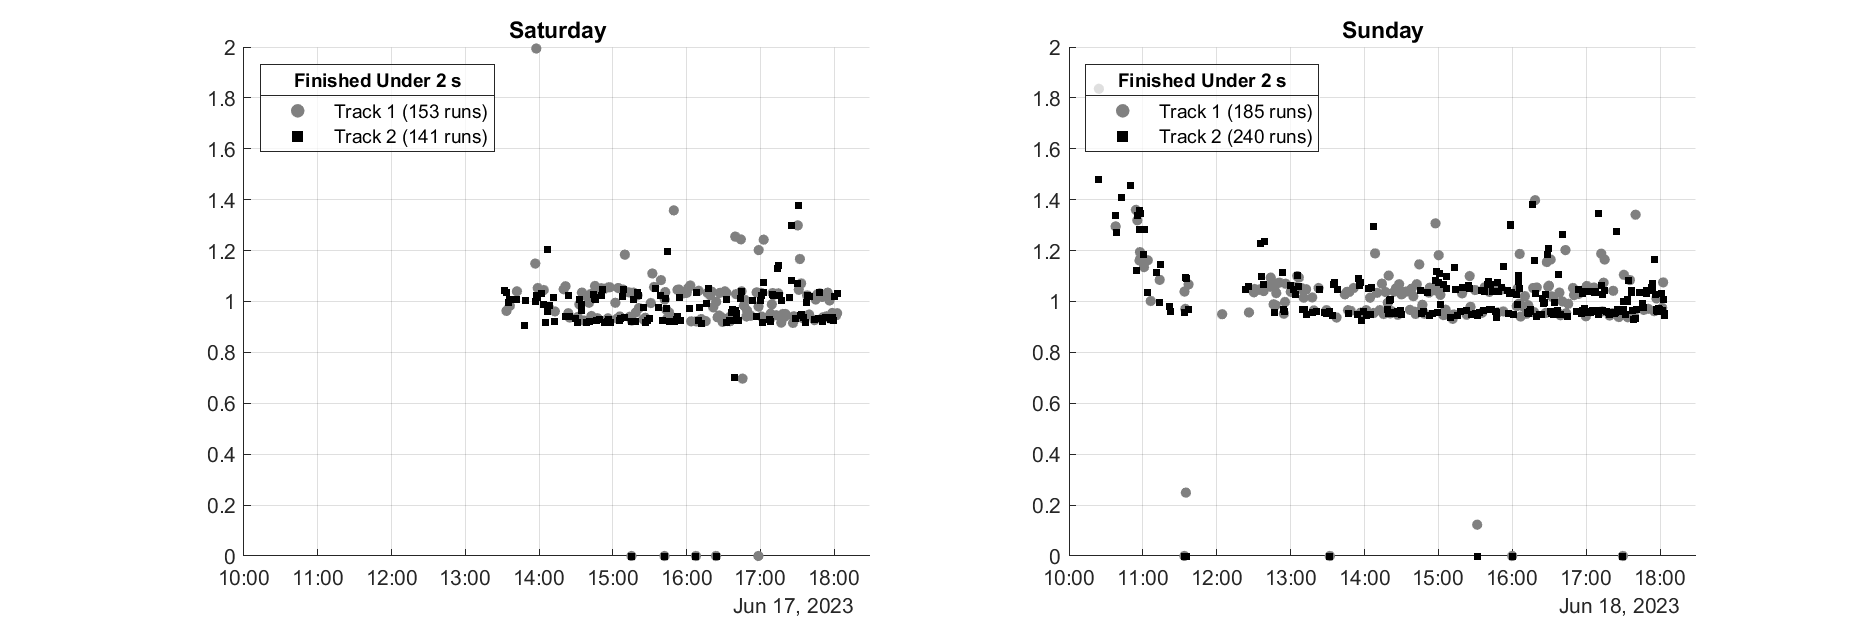 Saturday
2
1.8
1.6
1.4
1.2
1
0.8
0.6
0.4
0.2
0
Finished Under 2 s
Track 1 (153 runs)
Track 2 (141 runs)
10:00 11:00 12:00 13:00 14:00 15:00 16:00 17:00 18:00
Jun 17, 2023
Sunday
2
1.8
1.6
1.4
1.2
1
0.8
0.6
0.4
0.2
0
Finished Under 2 s
Track 1 (185 runs)
Track 2 (240 runs)
10:00 11:00 12:00 13:00 14:00 15:00 16:00 17:00 18:00
Jun 18, 2023